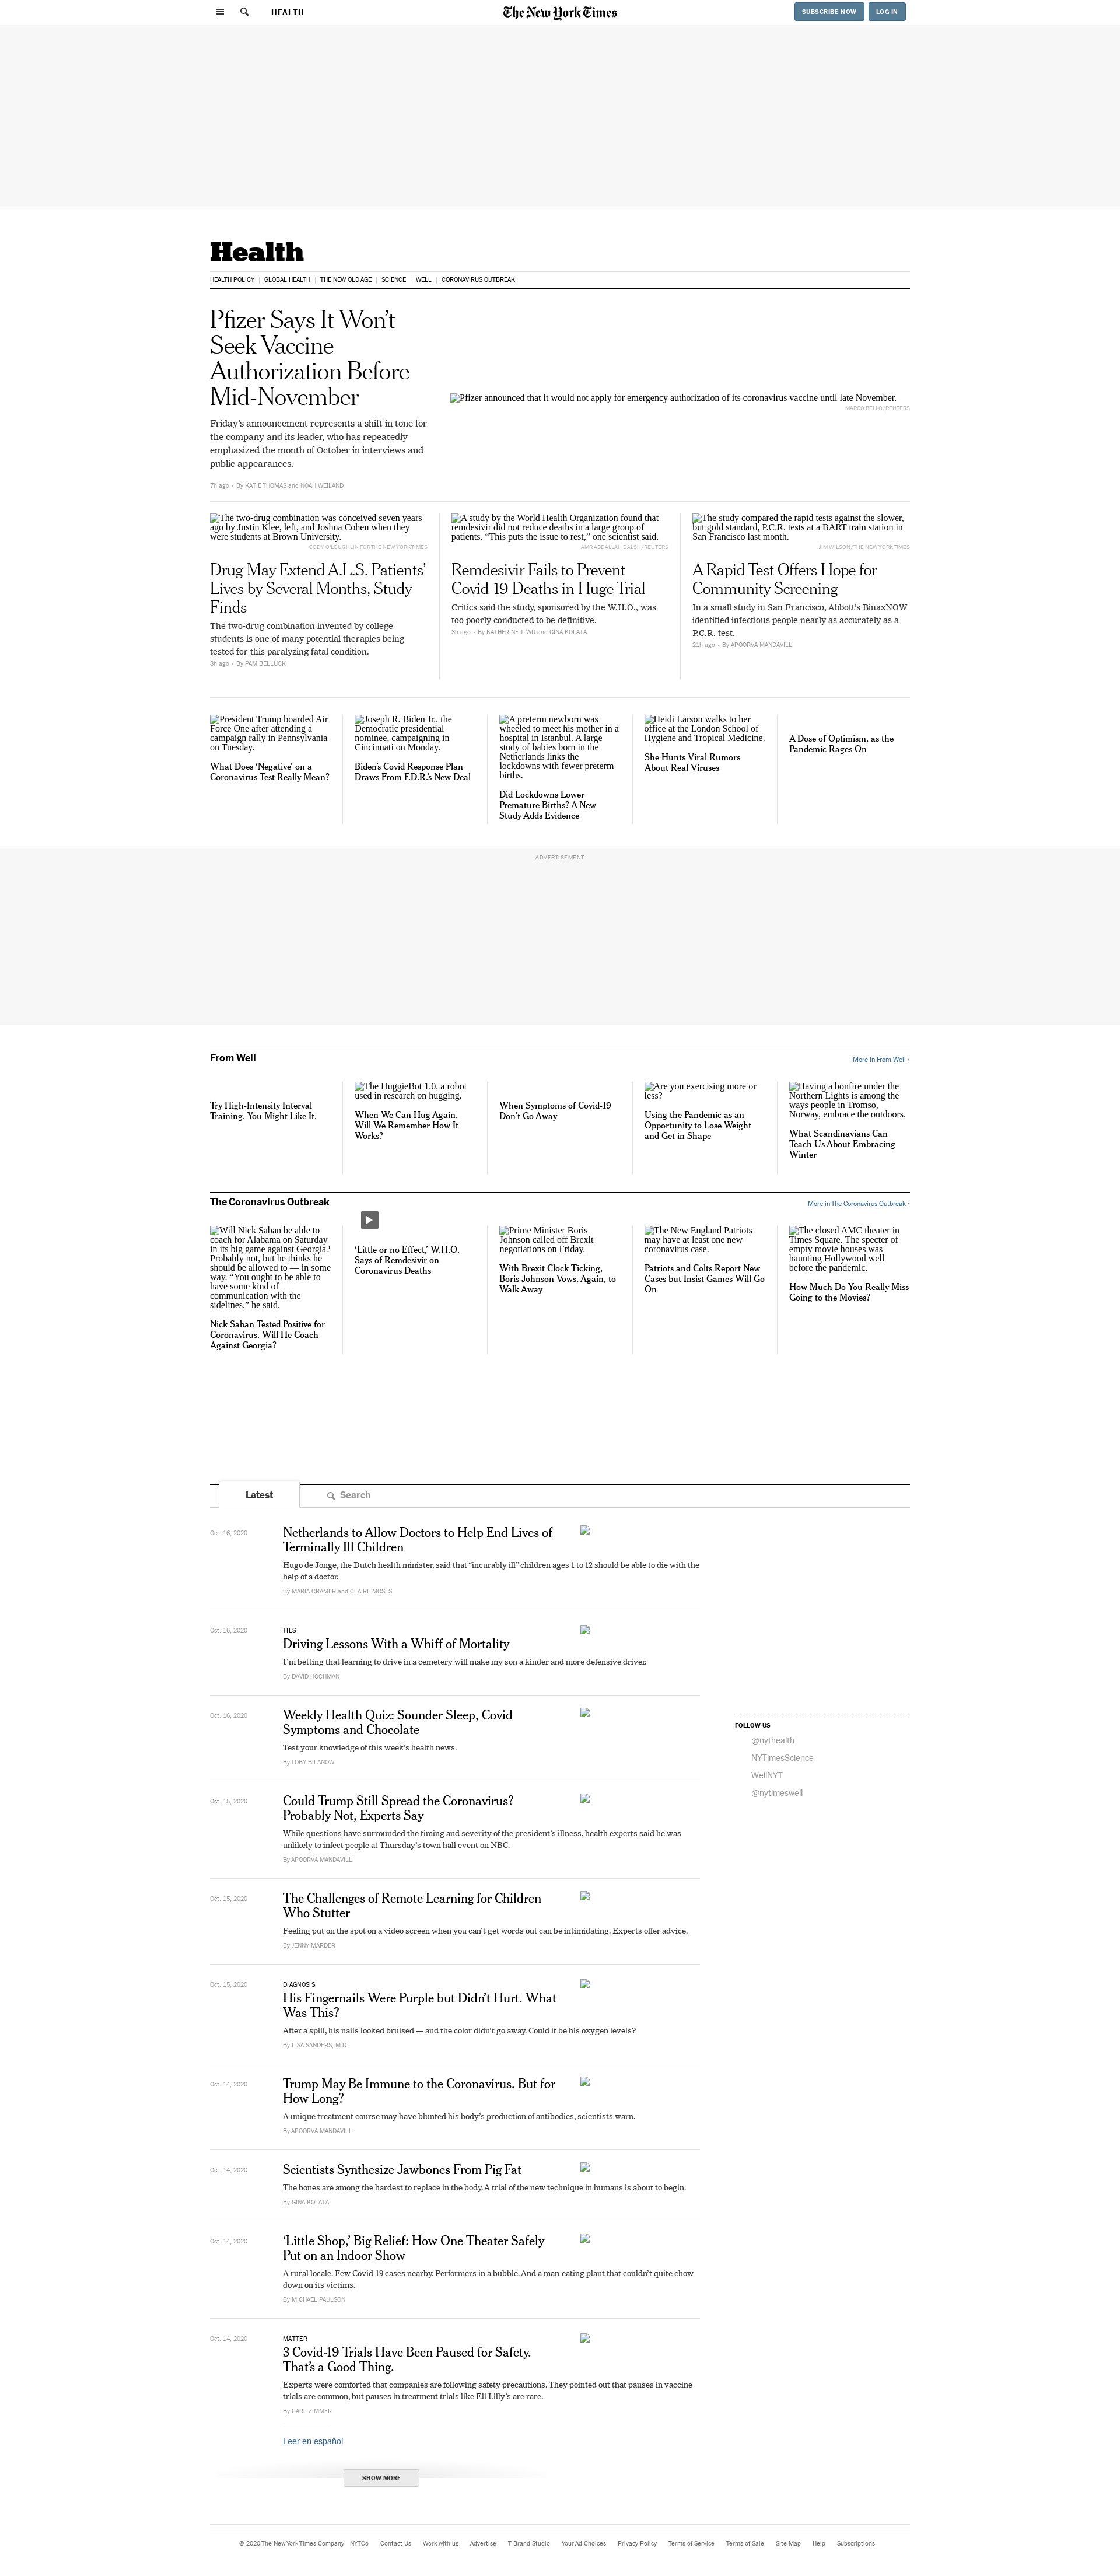 HEALTH
The New York Times
SUBSCRIBE NOW
LOG IN
Health
HEALTH POLICY
GLOBAL HEALTH
THE NEW OLD AGE
SCIENCE
WELL
CORONAVIRUS OUTBREAK
Pfizer Says It Won’t
Seek Vaccine
Authorization Before
Mid-November
Friday’s announcement represents a shift in tone for
the company and its leader, who has repeatedly
emphasized the month of October in interviews and
public appearances.
7h ago • By KATIE THOMAS and NOAH WEILAND
Pfizer announced that it would not apply for emergency authorization of its coronavirus vaccine until late November.
MARCO BELLO/REUTERS
The two-drug combination was conceived seven years
ago by Justin Klee, left, and Joshua Cohen when they
were students at Brown University.
CODY O’LOUGHLIN FOR THE NEW YORK TIMES
Drug May Extend A.L.S. Patients’
Lives by Several Months, Study
Finds
The two-drug combination invented by college
students is one of many potential therapies being
tested for this paralyzing fatal condition.
8h ago • By PAM BELLUCK
A study by the World Health Organization found that
remdesivir did not reduce deaths in a large group of
patients. “This puts the issue to rest,” one scientist said.
AMR ABDALLAH DALSH/REUTERS
Remdesivir Fails to Prevent
Covid-19 Deaths in Huge Trial
Critics said the study, sponsored by the W.H.O., was
too poorly conducted to be definitive.
3h ago • By KATHERINE J. WU and GINA KOLATA
The study compared the rapid tests against the slower,
but gold standard, P.C.R. tests at a BART train station in
San Francisco last month.
JIM WILSON/THE NEW YORK TIMES
A Rapid Test Offers Hope for
Community Screening
In a small study in San Francisco, Abbott’s BinaxNOW
identified infectious people nearly as accurately as a
P.C.R. test.
21h ago • By APOORVA MANDAVILLI
President Trump boarded Air
Force One after attending a
campaign rally in Pennsylvania
on Tuesday.
What Does ‘Negative’ on a
Coronavirus Test Really Mean?
Joseph R. Biden Jr., the
Democratic presidential
nominee, campaigning in
Cincinnati on Monday.
Biden’s Covid Response Plan
Draws From F.D.R.’s New Deal
A preterm newborn was
wheeled to meet his mother in a
hospital in Istanbul. A large
study of babies born in the
Netherlands links the
lockdowns with fewer preterm
births.
Did Lockdowns Lower
Premature Births? A New
Study Adds Evidence
Heidi Larson walks to her
office at the London School of
Hygiene and Tropical Medicine.
She Hunts Viral Rumors
About Real Viruses
A Dose of Optimism, as the
Pandemic Rages On
ADVERTISEMENT
From Well
More in From Well ›
Try High-Intensity Interval
Training. You Might Like It.
The HuggieBot 1.0, a robot
used in research on hugging.
When We Can Hug Again,
Will We Remember How It
Works?
When Symptoms of Covid-19
Don’t Go Away
Are you exercising more or
less?
Using the Pandemic as an
Opportunity to Lose Weight
and Get in Shape
Having a bonfire under the
Northern Lights is among the
ways people in Tromso,
Norway, embrace the outdoors.
What Scandinavians Can
Teach Us About Embracing
Winter
The Coronavirus Outbreak
More in The Coronavirus Outbreak ›
Will Nick Saban be able to
coach for Alabama on Saturday
in its big game against Georgia?
Probably not, but he thinks he
should be allowed to — in some
way. “You ought to be able to
have some kind of
communication with the
sidelines,” he said.
Nick Saban Tested Positive for
Coronavirus. Will He Coach
Against Georgia?
‘Little or no Effect,’ W.H.O.
Says of Remdesivir on
Coronavirus Deaths
Prime Minister Boris
Johnson called off Brexit
negotiations on Friday.
With Brexit Clock Ticking,
Boris Johnson Vows, Again, to
Walk Away
The New England Patriots
may have at least one new
coronavirus case.
Patriots and Colts Report New
Cases but Insist Games Will Go
On
The closed AMC theater in
Times Square. The specter of
empty movie houses was
haunting Hollywood well
before the pandemic.
How Much Do You Really Miss
Going to the Movies?
Latest
Search
Oct. 16, 2020
Netherlands to Allow Doctors to Help End Lives of
Terminally Ill Children
Hugo de Jonge, the Dutch health minister, said that “incurably ill” children ages 1 to 12 should be able to die with the
help of a doctor.
By MARIA CRAMER and CLAIRE MOSES
Oct. 16, 2020
TIES
Driving Lessons With a Whiff of Mortality
I’m betting that learning to drive in a cemetery will make my son a kinder and more defensive driver.
By DAVID HOCHMAN
Oct. 16, 2020
Weekly Health Quiz: Sounder Sleep, Covid
Symptoms and Chocolate
Test your knowledge of this week’s health news.
By TOBY BILANOW
FOLLOW US
@nythealth
NYTimesScience
WellNYT
@nytimeswell
Oct. 15, 2020
Could Trump Still Spread the Coronavirus?
Probably Not, Experts Say
While questions have surrounded the timing and severity of the president’s illness, health experts said he was
unlikely to infect people at Thursday’s town hall event on NBC.
By APOORVA MANDAVILLI
Oct. 15, 2020
The Challenges of Remote Learning for Children
Who Stutter
Feeling put on the spot on a video screen when you can’t get words out can be intimidating. Experts offer advice.
By JENNY MARDER
Oct. 15, 2020
DIAGNOSIS
His Fingernails Were Purple but Didn’t Hurt. What
Was This?
After a spill, his nails looked bruised — and the color didn’t go away. Could it be his oxygen levels?
By LISA SANDERS, M.D.
Oct. 14, 2020
Trump May Be Immune to the Coronavirus. But for
How Long?
A unique treatment course may have blunted his body’s production of antibodies, scientists warn.
By APOORVA MANDAVILLI
Oct. 14, 2020
Scientists Synthesize Jawbones From Pig Fat
The bones are among the hardest to replace in the body. A trial of the new technique in humans is about to begin.
By GINA KOLATA
Oct. 14, 2020
‘Little Shop,’ Big Relief: How One Theater Safely
Put on an Indoor Show
A rural locale. Few Covid-19 cases nearby. Performers in a bubble. And a man-eating plant that couldn’t quite chow
down on its victims.
By MICHAEL PAULSON
Oct. 14, 2020
MATTER
3 Covid-19 Trials Have Been Paused for Safety.
That’s a Good Thing.
Experts were comforted that companies are following safety precautions. They pointed out that pauses in vaccine
trials are common, but pauses in treatment trials like Eli Lilly’s are rare.
By CARL ZIMMER
Leer en español
SHOW MORE
© 2020 The New York Times Company
NYTCo
Contact Us
Work with us
Advertise
T Brand Studio
Your Ad Choices
Privacy Policy
Terms of Service
Terms of Sale
Site Map
Help
Subscriptions